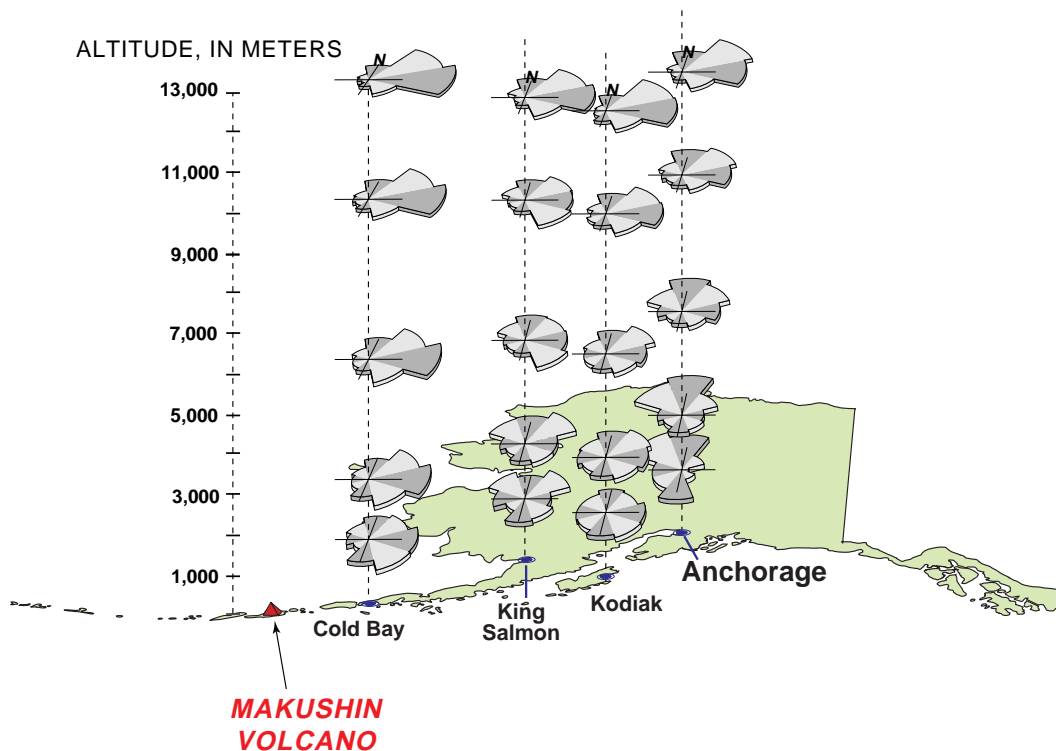 ALTITUDE, IN METERS
N
N
N
N
13,000
11,000
9,000
7,000
5,000
3,000
1,000
Anchorage
Kodiak
King
Salmon
Cold Bay
MAKUSHIN
VOLCANO